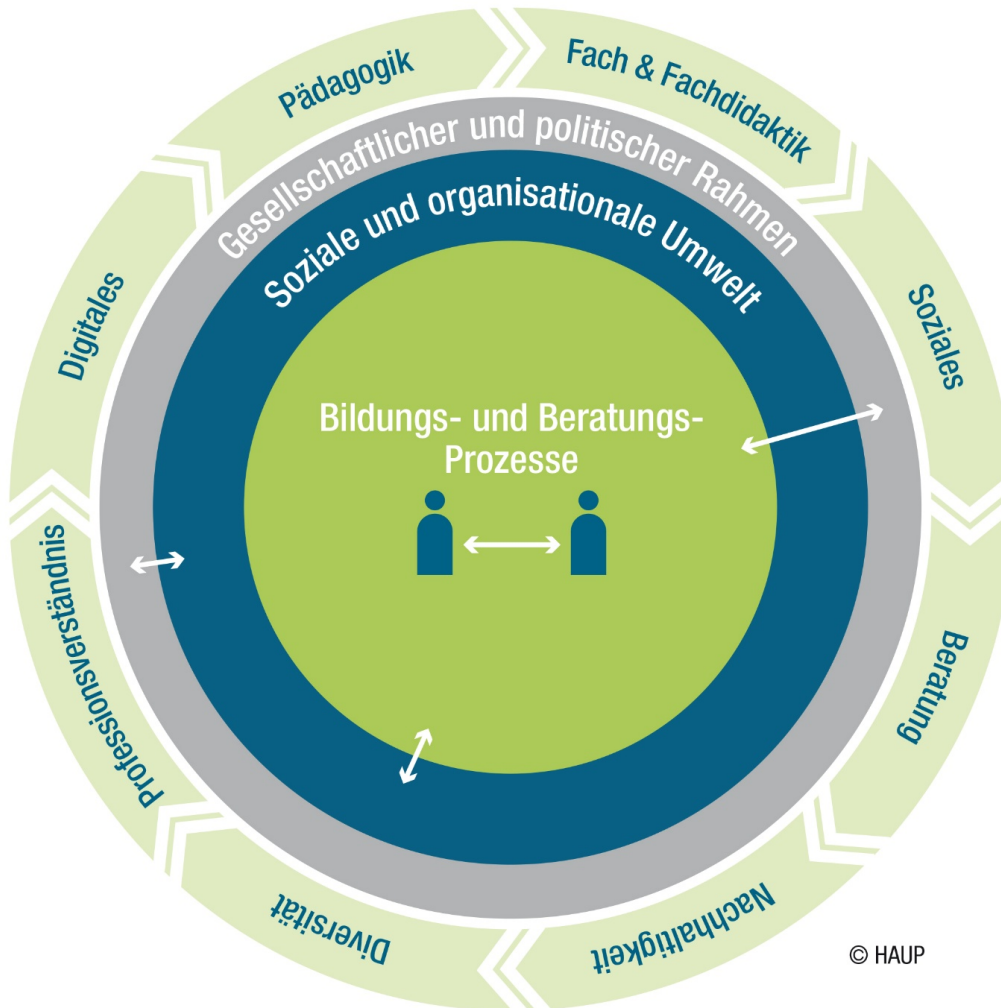 Pädagogik
Fach & Fachdidaktik
Soziales
Beratung
Nachhaltigkeit
Diversität
Professionsverständnis
Digitales
Gesellschaftlicher und politischer Rahmen
Soziale und organisationale Umwelt
Bildungs- und Beratungs-
Prozesse
© HAUP